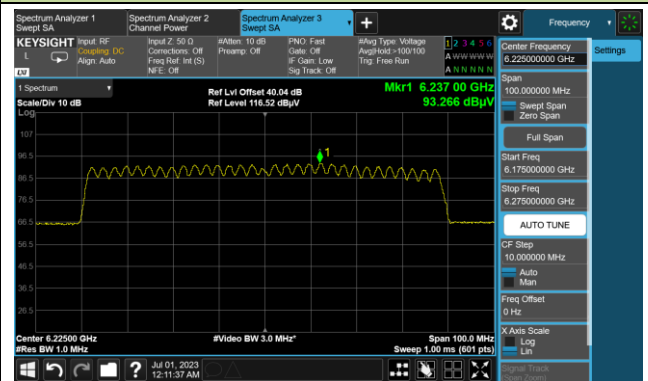 Spectrum Analyzer 1
Swept SA
Spectrum Analyzer 2
Channel Power
Spectrum Analyzer 3
Swept SA
Frequency
KEYSIGHT
L
LXI
Input: RF
Coupling: DC
Align: Auto
Input Z: 50 Ω
Corrections: Off
Freq Ref: Int (S)
NFE: Off
#Atten: 10 dB
Preamp: Off
PNO: Fast
Gate: Off
IF Gain: Low
Sig Track: Off
#Avg Type: Voltage
Avg|Hold:>100/100
Trig: Free Run
1 2 3 4 5 6
A W W W W W
A N N N N N
1 Spectrum
Scale/Div 10 dB
Log
Ref Lvl Offset 40.04 dB
Ref Level 116.52 dBµV
Mkr1 6.237 00 GHz
93.266 dBµV
107
96.5
86.5
76.5
66.5
56.5
46.5
36.5
26.5
1
Center 6.22500 GHz
#Res BW 1.0 MHz
#Video BW 3.0 MHz*
Span 100.0 MHz
Sweep 1.00 ms (601 pts)
Jul 01, 2023
12:11:37 AM
Center Frequency
6.22500000 GHz
Settings
Span
100.000000 MHz
Swept Span
Zero Span
Full Span
Start Freq
6.17500000 GHz
Stop Freq
6.27500000 GHz
AUTO TUNE
CF Step
10.000000 MHz
Auto
Man
Freq Offset
0 Hz
X Axis Scale
Log
Lin
Signal Track
(Span Zoom)